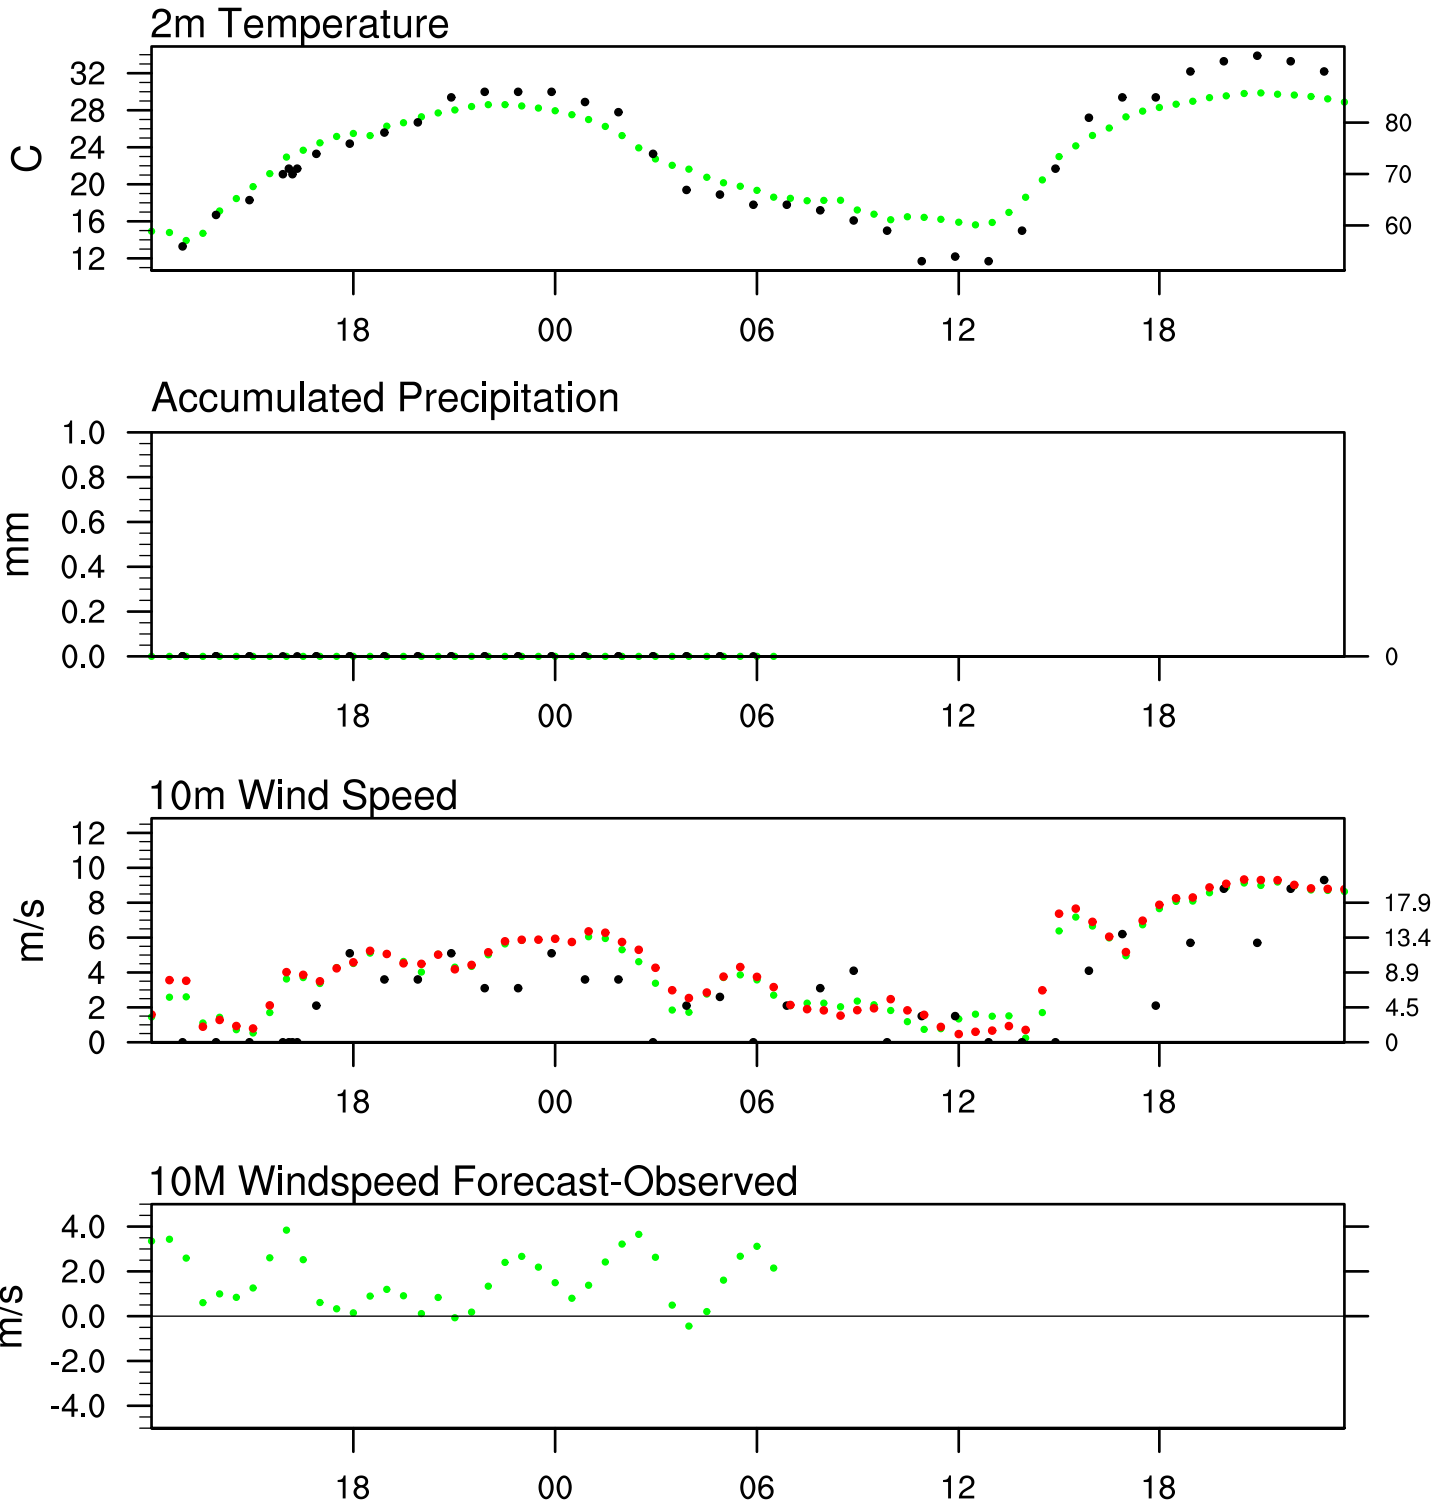 2m Temperature
32
28
24
20
16
12
C
80
70
60
18 00 06 12 18
Accumulated Precipitation
1.0
0.8
0.6
0.4
0.2
0.0
mm
0
18 00 06 12 18
10m Wind Speed
12
10
8
6
4
2
0
m/s
17.9
13.4
8.9
4.5
0
18 00 06 12 18
10M Windspeed Forecast-Observed
4.0
2.0
0.0
-2.0
-4.0
m/s
18 00 06 12 18